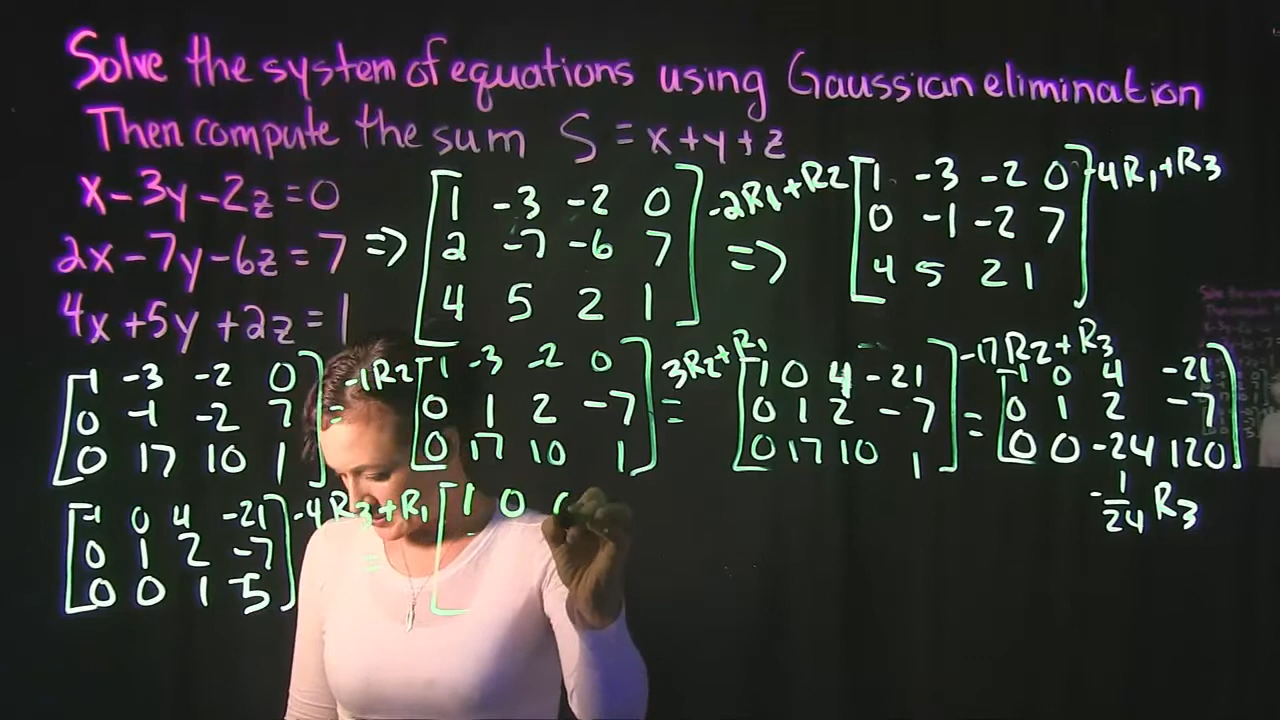 Solve the system of equations using Gaussian elimination
Then compute the sum S = x+y+z
x-3y-2z=0
2x-7y-6z=7
4x+5y+2z=1
=>
1 -3 -2 0
2 -7 -6 7
4 5 2 1
-2R1+R2
=>
1 -3 -2 0
0 -1 -2 7
4 5 2 1
-4R1+R3
1 -3 -2 0
0 -1 -2 7
0 17 10 1
-1R2
=
1 -3 -2 0
0 1 2 -7
0 17 10 1
3R2+R1
=
1 0 4 -21
0 1 2 -7
0 17 10 1
-17R2+R3
=
1 0 4 -21
0 1 2 -7
0 0 -24 120
-1/24 R3
1 0 4 -21
0 1 2 -7
0 0 1 -5
-4R3+R1
=
1 0